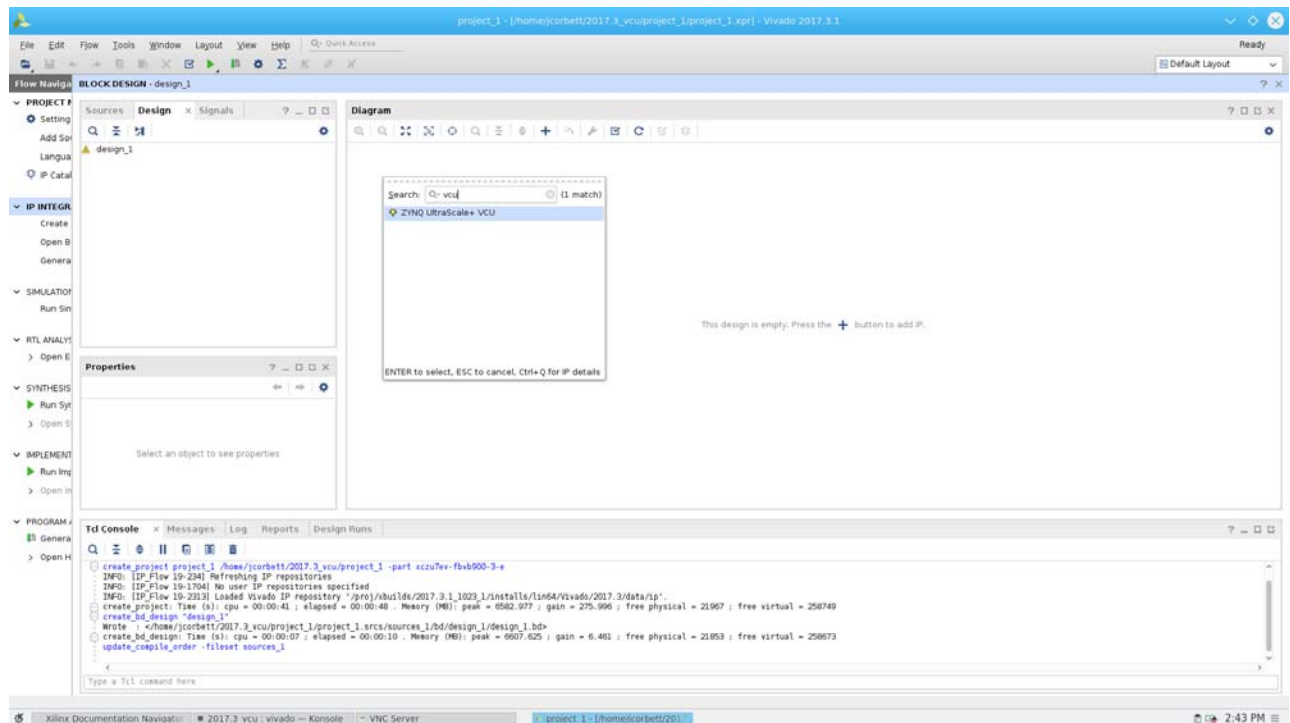 project_1 - [/home/jcorbett/2017.3_vcu/project_1/project_1.xpr] - Vivado 2017.3.1
File Edit Flow Tools Window Layout View Help Quick Access
Ready
Default Layout
Flow Naviga
BLOCK DESIGN - design_1
PROJECT M
Setting
Add Sou
Langua
IP Catal
IP INTEGR
Create
Open B
Genera
SIMULATION
Run Sim
RTL ANALYS
Open E
SYNTHESIS
Run Syn
Open S
IMPLEMENT
Run Imp
Open Im
PROGRAM A
Genera
Open H
Sources Design Signals
design_1
Properties
Select an object to see properties
Diagram
Search: vcu (1 match)
ZYNQ UltraScale+ VCU
ENTER to select, ESC to cancel, Ctrl+Q for IP details
This design is empty. Press the + button to add IP.
Tcl Console Messages Log Reports Design Runs
create_project project_1 /home/jcorbett/2017.3_vcu/project_1 -part xczu7ev-fbvb900-3-e
INFO: [IP_Flow 19-234] Refreshing IP repositories
INFO: [IP_Flow 19-1704] No user IP repositories specified
INFO: [IP_Flow 19-2313] Loaded Vivado IP repository '/proj/xbuilds/2017.3.1_1023_1/installs/lin64/Vivado/2017.3/data/ip'.
create_project: Time (s): cpu = 00:00:41 ; elapsed = 00:00:48 . Memory (MB): peak = 6582.977 ; gain = 275.996 ; free physical = 21967 ; free virtual = 258749
create_bd_design "design_1"
Wrote : </home/jcorbett/2017.3_vcu/project_1/project_1.srcs/sources_1/bd/design_1/design_1.bd>
create_bd_design: Time (s): cpu = 00:00:07 ; elapsed = 00:00:10 . Memory (MB): peak = 6607.625 ; gain = 6.461 ; free physical = 21853 ; free virtual = 258673
update_compile_order -fileset sources_1
Type a Tcl command here
Xilinx Documentation Navigator
2017.3_vcu : vivado — Konsole
VNC Server
project_1 - [/home/jcorbett/201
2:43 PM